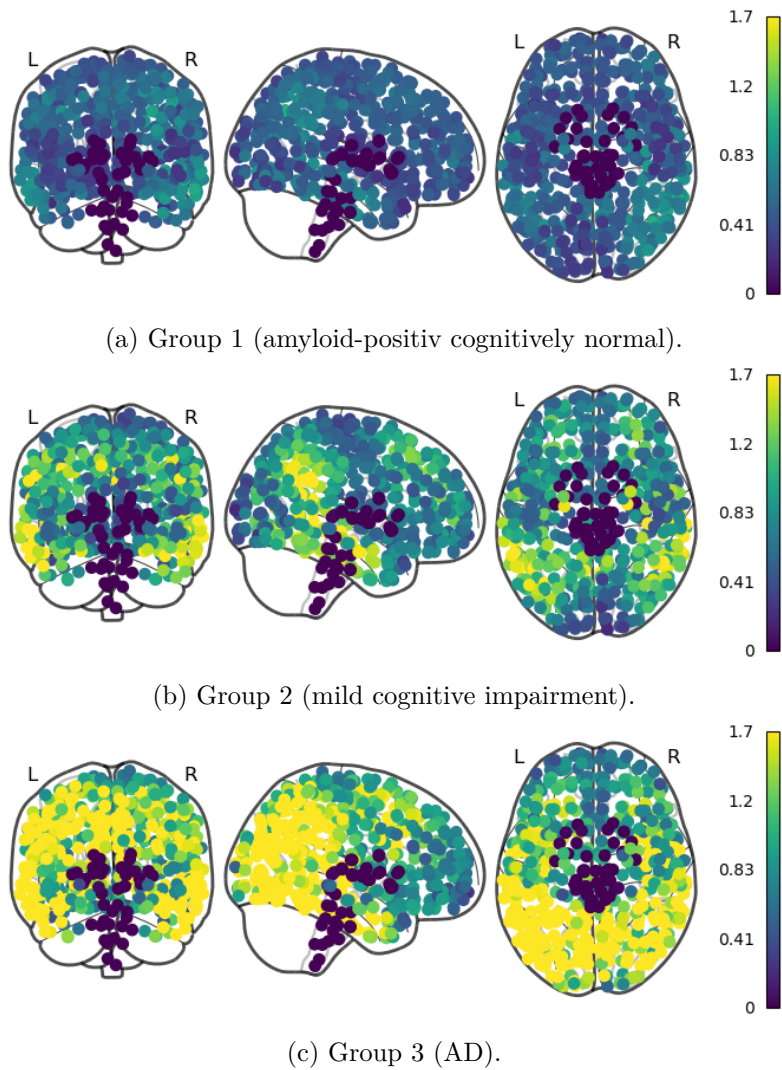 L R L R 1.7
1.2
0.83
0.41
0
(a) Group 1 (amyloid-positiv cognitively normal).
L R L R 1.7
1.2
0.83
0.41
0
(b) Group 2 (mild cognitive impairment).
L R L R 1.7
1.2
0.83
0.41
0
(c) Group 3 (AD).